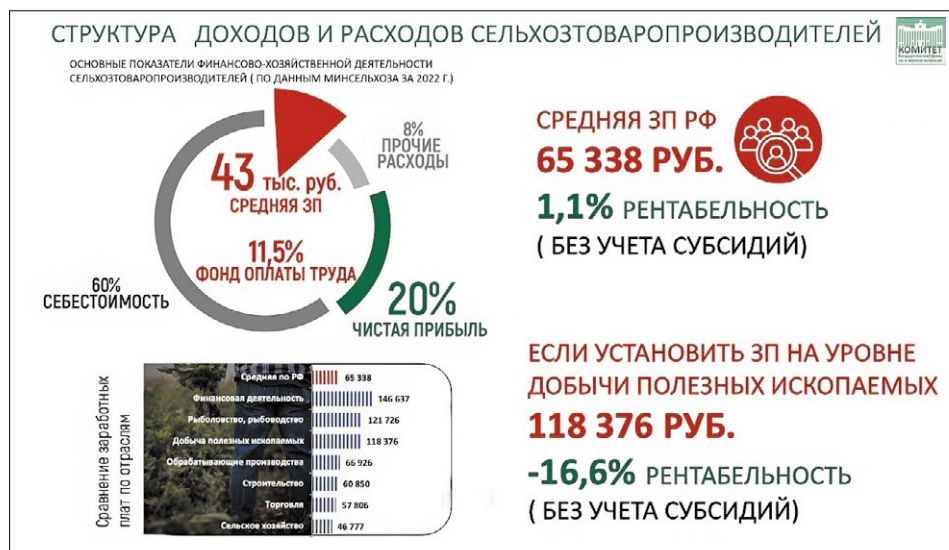 СТРУКТУРА ДОХОДОВ И РАСХОДОВ СЕЛЬХОЗТОВАРОПРОИЗВОДИТЕЛЕЙ
КОМИТЕТ
ОСНОВНЫЕ ПОКАЗАТЕЛИ ФИНАНСОВО-ХОЗЯЙСТВЕННОЙ ДЕЯТЕЛЬНОСТИ
СЕЛЬХОЗТОВАРОПРОИЗВОДИТЕЛЕЙ ( ПО ДАННЫМ МИНСЕЛЬХОЗА ЗА 2022 Г.)
8%
ПРОЧИЕ
РАСХОДЫ
43 тыс. руб.
СРЕДНЯЯ ЗП
11,5%
ФОНД ОПЛАТЫ ТРУДА
60%
СЕБЕСТОИМОСТЬ
20%
ЧИСТАЯ ПРИБЫЛЬ
СРЕДНЯЯ ЗП РФ
65 338 РУБ.
1,1% РЕНТАБЕЛЬНОСТЬ
( БЕЗ УЧЕТА СУБСИДИЙ)
Сравнение заработных
плат по отраслям
Средняя по РФ 65 338
Финансовая деятельность 146 637
Рыболовство, рыбоводство 121 726
Добыча полезных ископаемых 118 376
Обрабатывающие производства 66 926
Строительство 60 850
Торговля 57 806
Сельское хозяйство 46 777
ЕСЛИ УСТАНОВИТЬ ЗП НА УРОВНЕ
ДОБЫЧИ ПОЛЕЗНЫХ ИСКОПАЕМЫХ
118 376 РУБ.
-16,6% РЕНТАБЕЛЬНОСТЬ
( БЕЗ УЧЕТА СУБСИДИЙ)